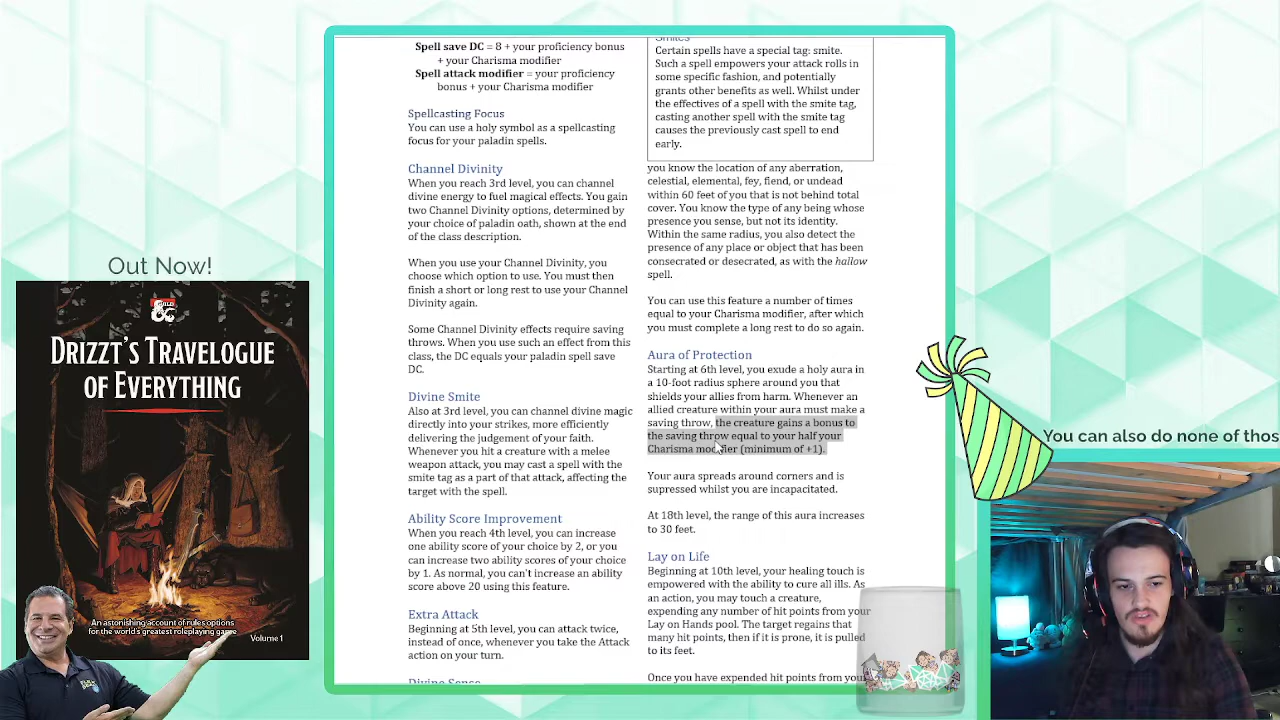 Out Now!
DRIZZT'S TRAVELOGUE
OF EVERYTHING
An astonishing account of rules options
for the world's greatest roleplaying game
Volume 1
Spell save DC = 8 + your proficiency bonus
+ your Charisma modifier
Spell attack modifier = your proficiency
bonus + your Charisma modifier
Spellcasting Focus
You can use a holy symbol as a spellcasting
focus for your paladin spells.
Channel Divinity
When you reach 3rd level, you can channel
divine energy to fuel magical effects. You gain
two Channel Divinity options, determined by
your choice of paladin oath, shown at the end
of the class description.
When you use your Channel Divinity, you
choose which option to use. You must then
finish a short or long rest to use your Channel
Divinity again.
Some Channel Divinity effects require saving
throws. When you use such an effect from this
class, the DC equals your paladin spell save
DC.
Divine Smite
Also at 3rd level, you can channel divine magic
directly into your strikes, more efficiently
delivering the judgement of your faith.
Whenever you hit a creature with a melee
weapon attack, you may cast a spell with the
smite tag as a part of that attack, affecting the
target with the spell.
Ability Score Improvement
When you reach 4th level, you can increase
one ability score of your choice by 2, or you
can increase two ability scores of your choice
by 1. As normal, you can't increase an ability
score above 20 using this feature.
Extra Attack
Beginning at 5th level, you can attack twice,
instead of once, whenever you take the Attack
action on your turn.
Divine Sense
Smites
Certain spells have a special tag: smite.
Such a spell empowers your attack rolls in
some specific fashion, and potentially
grants other benefits as well. Whilst under
the effectives of a spell with the smite tag,
casting another spell with the smite tag
causes the previously cast spell to end
early.
you know the location of any aberration,
celestial, elemental, fey, fiend, or undead
within 60 feet of you that is not behind total
cover. You know the type of any being whose
presence you sense, but not its identity.
Within the same radius, you also detect the
presence of any place or object that has been
consecrated or desecrated, as with the hallow
spell.
You can use this feature a number of times
equal to your Charisma modifier, after which
you must complete a long rest to do so again.
Aura of Protection
Starting at 6th level, you exude a holy aura in
a 10-foot radius sphere around you that
shields your allies from harm. Whenever an
allied creature within your aura must make a
saving throw, the creature gains a bonus to
the saving throw equal to your half your
Charisma modifier (minimum of +1).
Your aura spreads around corners and is
supressed whilst you are incapacitated.
At 18th level, the range of this aura increases
to 30 feet.
Lay on Life
Beginning at 10th level, your healing touch is
empowered with the ability to cure all ills. As
an action, you may touch a creature,
expending any number of hit points from your
Lay on Hands pool. The target regains that
many hit points, then if it is prone, it is pulled
to its feet.
Once you have expended hit points from your
You can also do none of thos